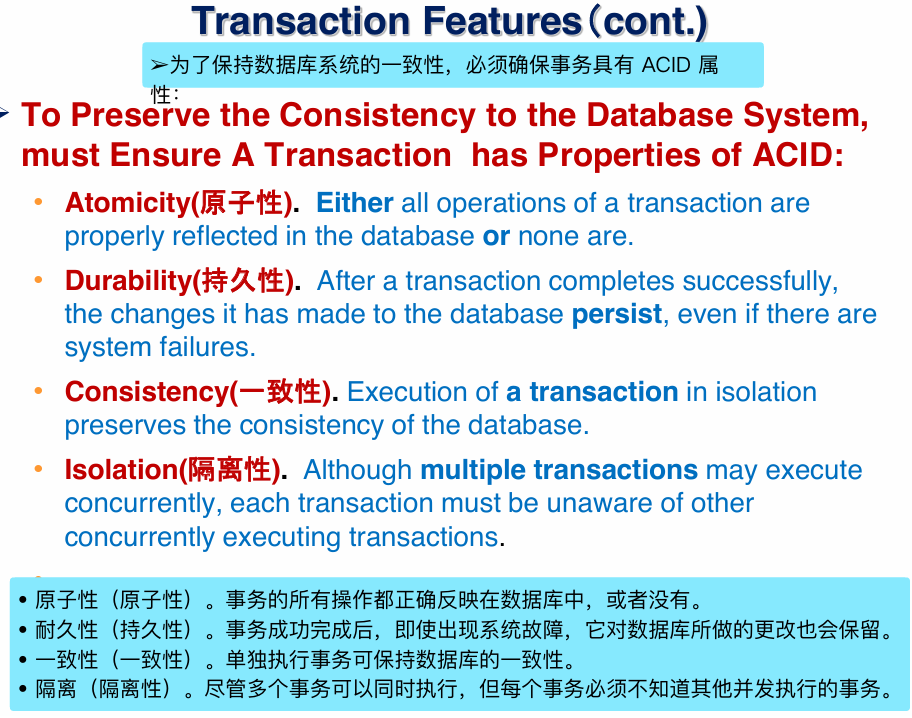 Transaction Features(cont.)
➢为了保持数据库系统的一致性，必须确保事务具有 ACID 属
性：
➢ To Preserve the Consistency to the Database System,
must Ensure A Transaction has Properties of ACID:
• Atomicity(原子性). Either all operations of a transaction are
properly reflected in the database or none are.
• Durability(持久性). After a transaction completes successfully,
the changes it has made to the database persist, even if there are
system failures.
• Consistency(一致性). Execution of a transaction in isolation
preserves the consistency of the database.
• Isolation(隔离性). Although multiple transactions may execute
concurrently, each transaction must be unaware of other
concurrently executing transactions.
• 原子性（原子性）。事务的所有操作都正确反映在数据库中，或者没有。
• 耐久性（持久性）。事务成功完成后，即使出现系统故障，它对数据库所做的更改也会保留。
• 一致性（一致性）。单独执行事务可保持数据库的一致性。
• 隔离（隔离性）。尽管多个事务可以同时执行，但每个事务必须不知道其他并发执行的事务。